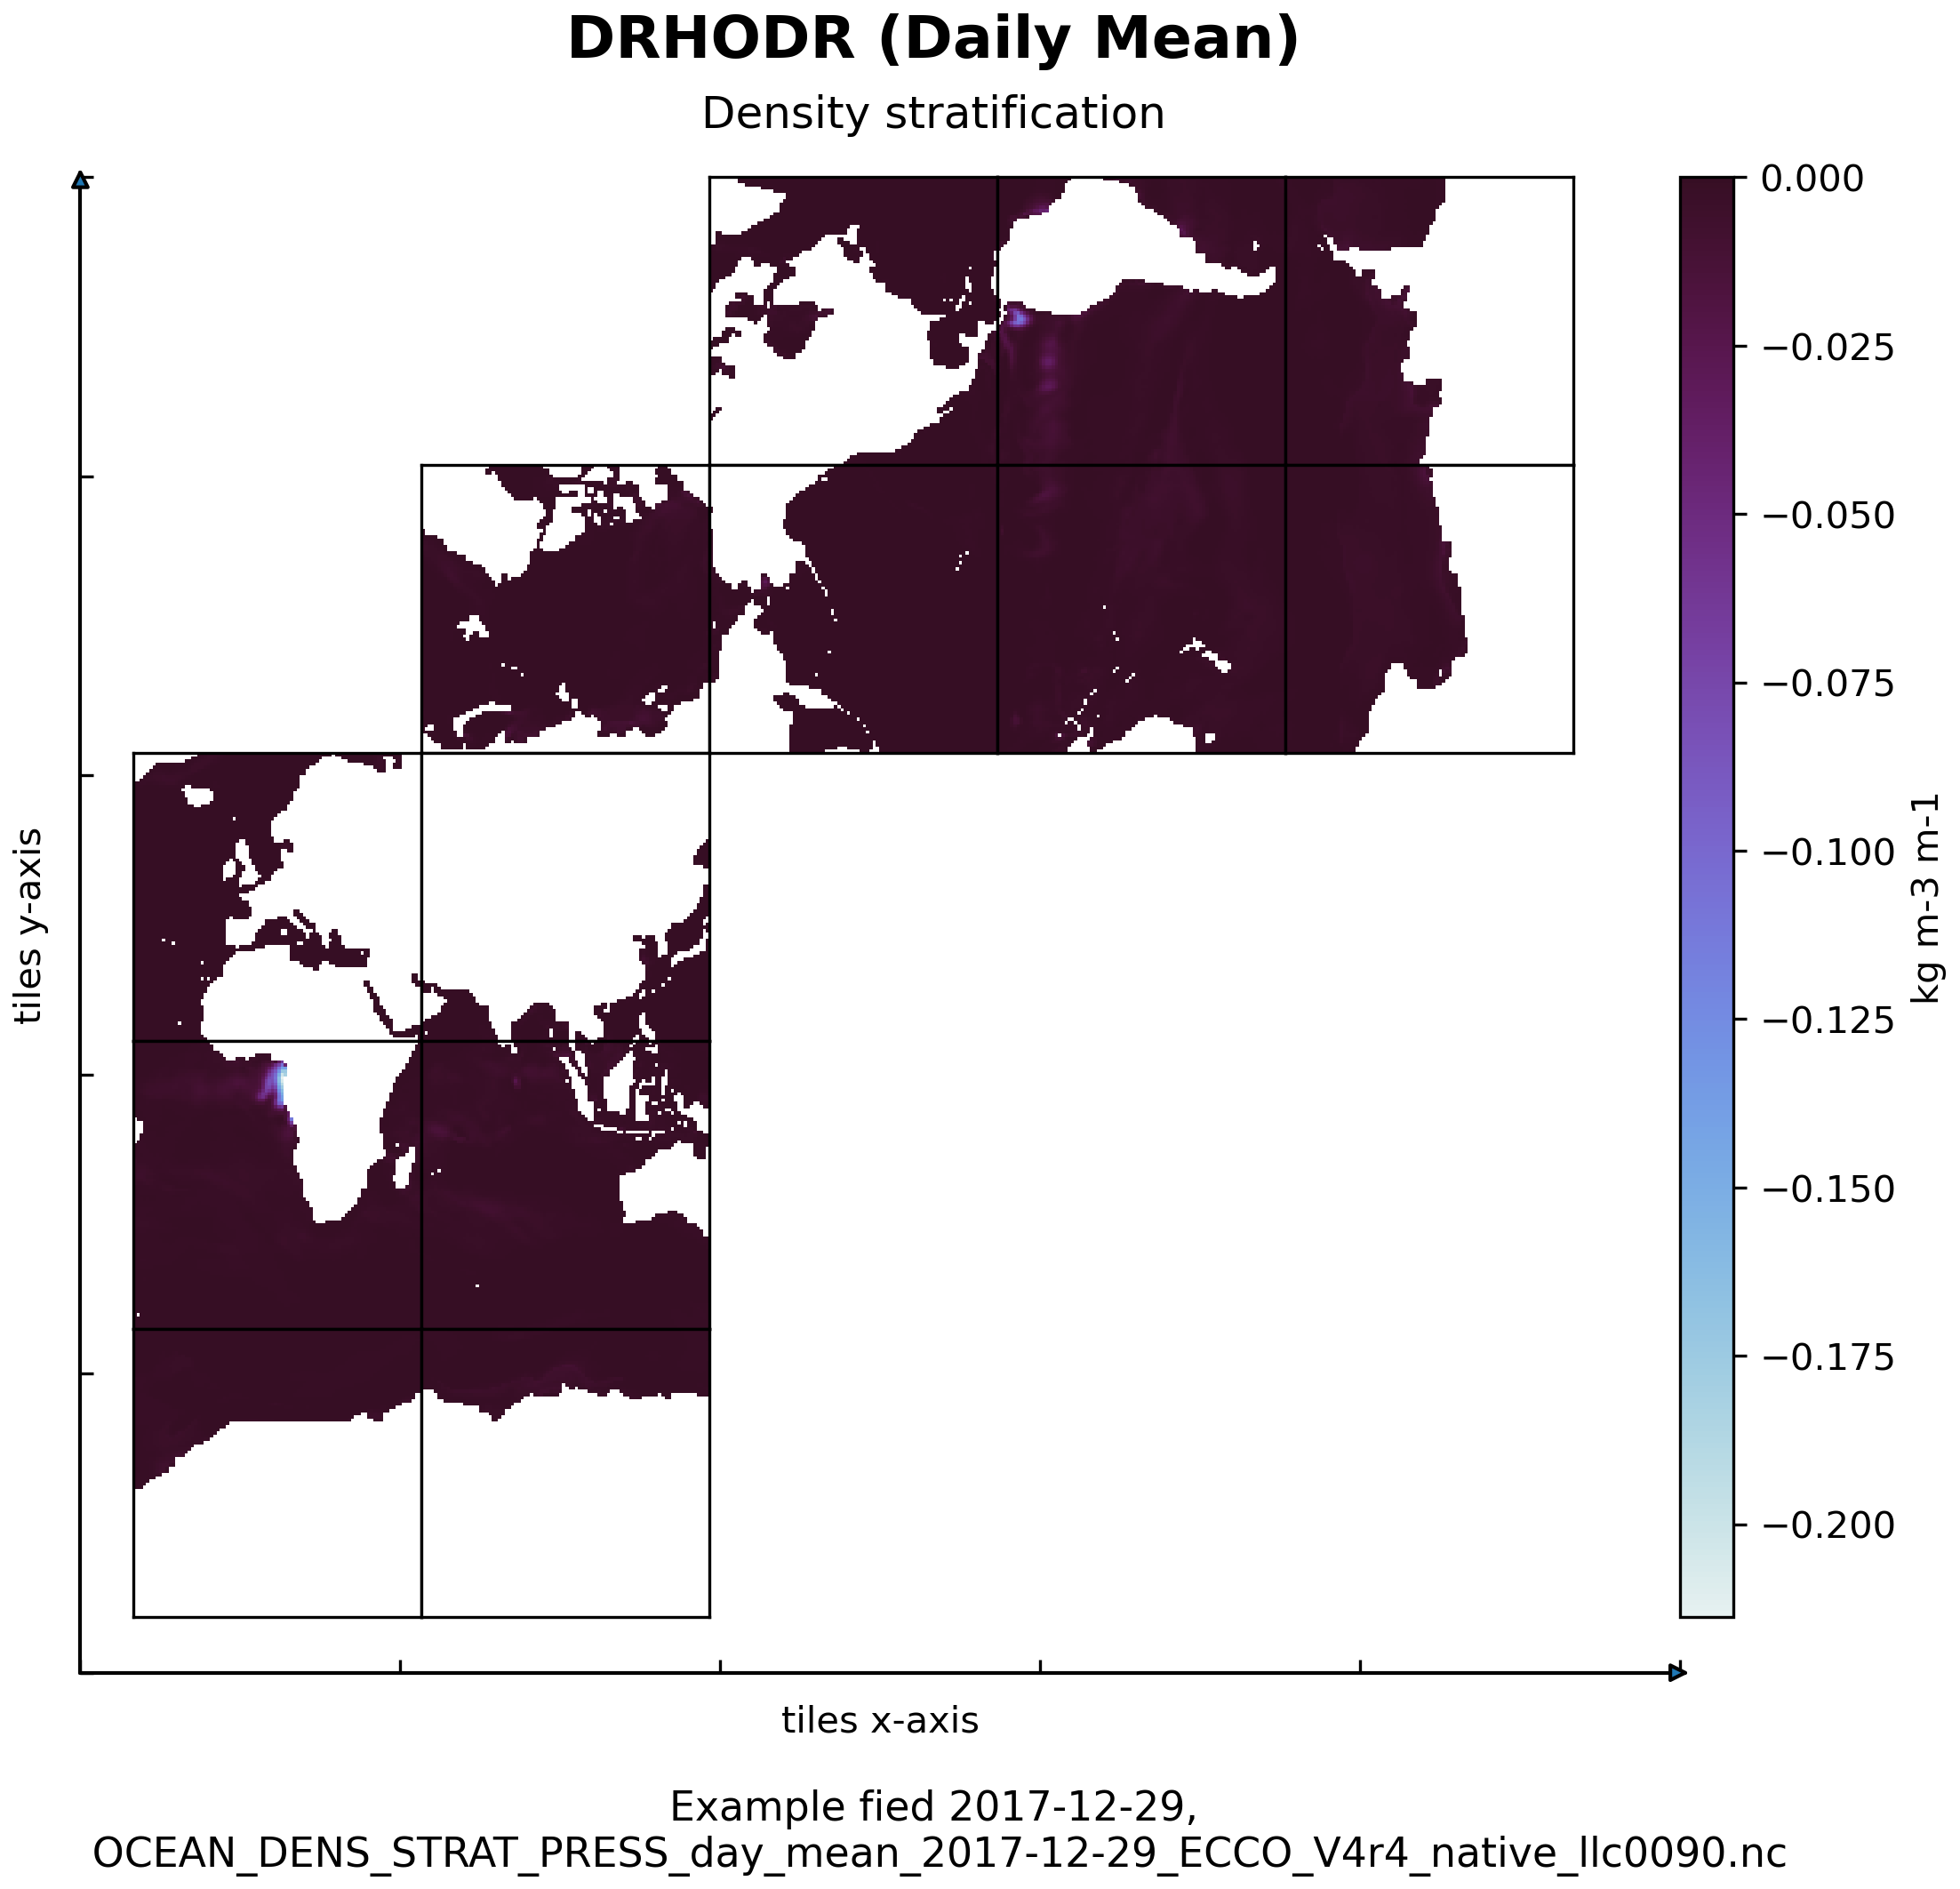 DRHODR (Daily Mean)
Density stratification
0.000
−0.025
−0.050
−0.075
−0.100
−0.125
−0.150
−0.175
−0.200
kg m-3 m-1
tiles y-axis
tiles x-axis
Example fied 2017-12-29,
OCEAN_DENS_STRAT_PRESS_day_mean_2017-12-29_ECCO_V4r4_native_llc0090.nc